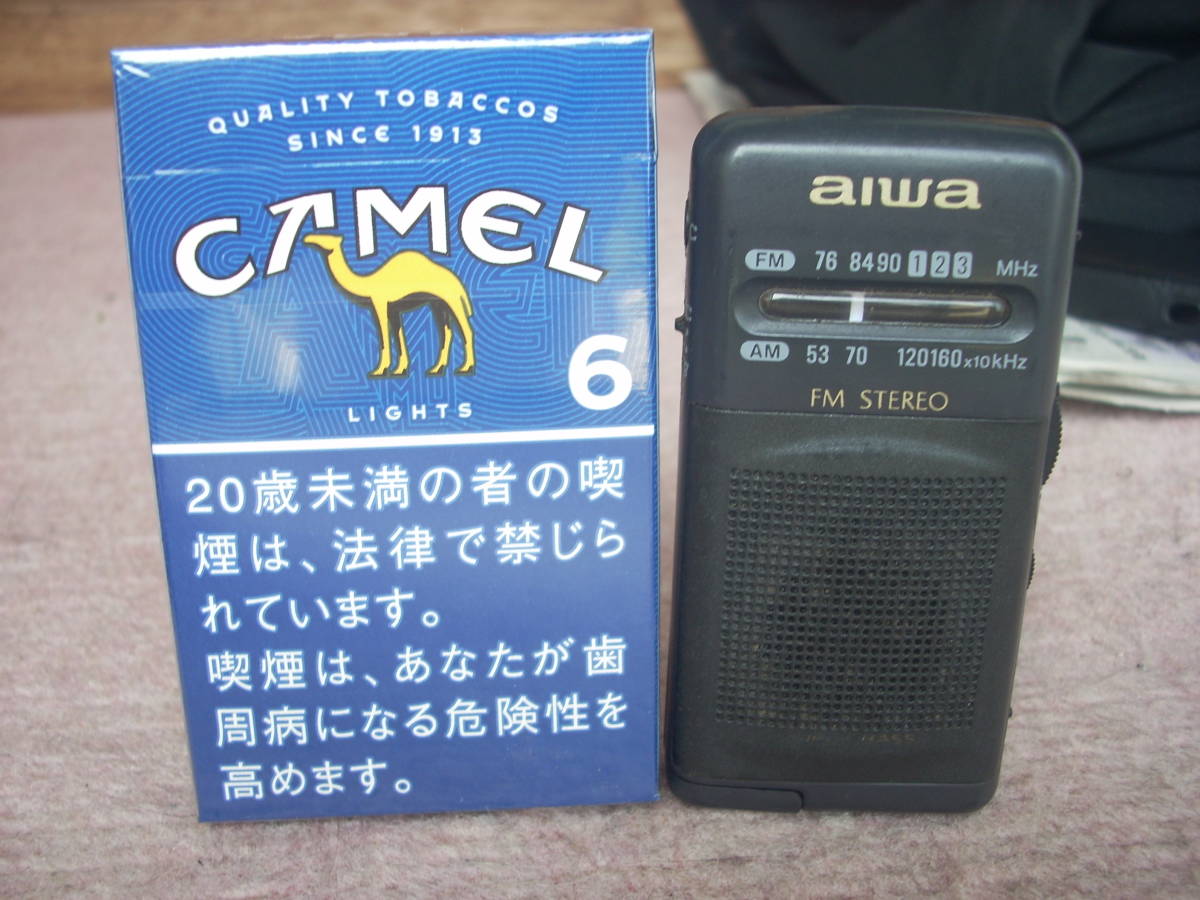 QUALITY TOBACCOS
SINCE 1913
CAMEL
6
LIGHTS
20歳未満の者の喫
煙は、法律で禁じら
れています。
喫煙は、あなたが歯
周病になる危険性を
高めます。
aiwa
FM 76 84 90 1 2 3 MHz
AM 53 70 120 160 x10kHz
FM STEREO